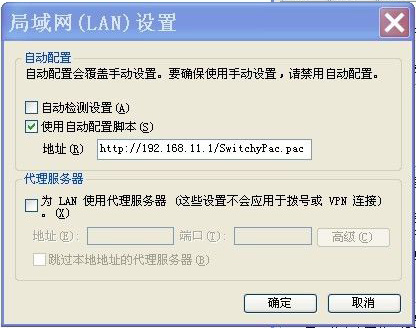 局域网(LAN)设置
自动配置
自动配置会覆盖手动设置。要确保使用手动设置，请禁用自动配置。
自动检测设置(A)
使用自动配置脚本(S)
地址(R) http://192.168.11.1/SwitchyPac.pac
代理服务器
为 LAN 使用代理服务器 (这些设置不会应用于拨号或 VPN 连接)
。(X)
地址(E): 端口(T): 高级(C)
跳过本地地址的代理服务器(B)
确定 取消